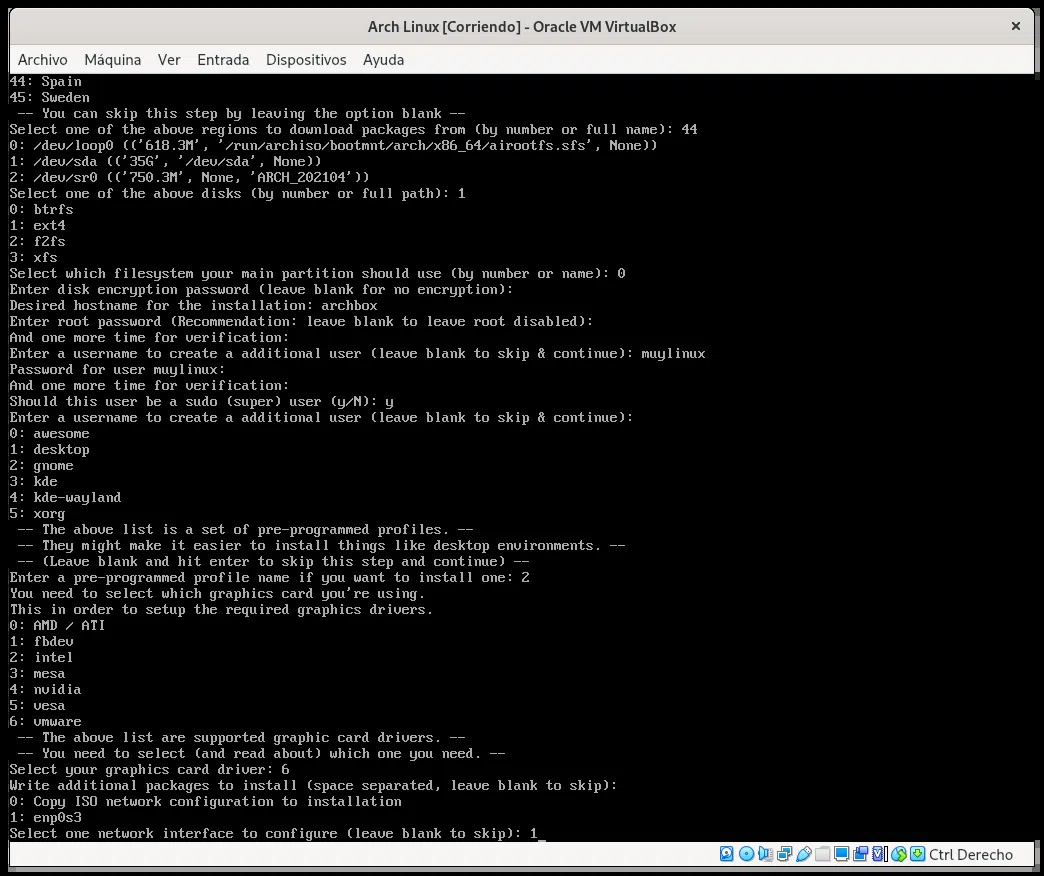 Arch Linux [Corriendo] - Oracle VM VirtualBox
Archivo Máquina Ver Entrada Dispositivos Ayuda
44: Spain
45: Sweden
-- You can skip this step by leaving the option blank --
Select one of the above regions to download packages from (by number or full name): 44
0: /dev/loop0 (('618.3M', '/run/archiso/bootmnt/arch/x86_64/airootfs.sfs', None))
1: /dev/sda (('35G', '/dev/sda', None))
2: /dev/sr0 (('750.3M', None, 'ARCH_202104'))
Select one of the above disks (by number or full path): 1
0: btrfs
1: ext4
2: f2fs
3: xfs
Select which filesystem your main partition should use (by number or name): 0
Enter disk encryption password (leave blank for no encryption):
Desired hostname for the installation: archbox
Enter root password (Recommendation: leave blank to leave root disabled):
And one more time for verification:
Enter a username to create a additional user (leave blank to skip & continue): muylinux
Password for user muylinux:
And one more time for verification:
Should this user be a sudo (super) user (y/N): y
Enter a username to create a additional user (leave blank to skip & continue):
0: awesome
1: desktop
2: gnome
3: kde
4: kde-wayland
5: xorg
-- The above list is a set of pre-programmed profiles. --
-- They might make it easier to install things like desktop environments. --
-- (Leave blank and hit enter to skip this step and continue) --
Enter a pre-programmed profile name if you want to install one: 2
You need to select which graphics card you're using.
This in order to setup the required graphics drivers.
0: AMD / ATI
1: fbdev
2: intel
3: mesa
4: nvidia
5: vesa
6: vmware
-- The above list are supported graphic card drivers. --
-- You need to select (and read about) which one you need. --
Select your graphics card driver: 6
Write additional packages to install (space separated, leave blank to skip):
0: Copy ISO network configuration to installation
1: enp0s3
Select one network interface to configure (leave blank to skip): 1_
Ctrl Derecho